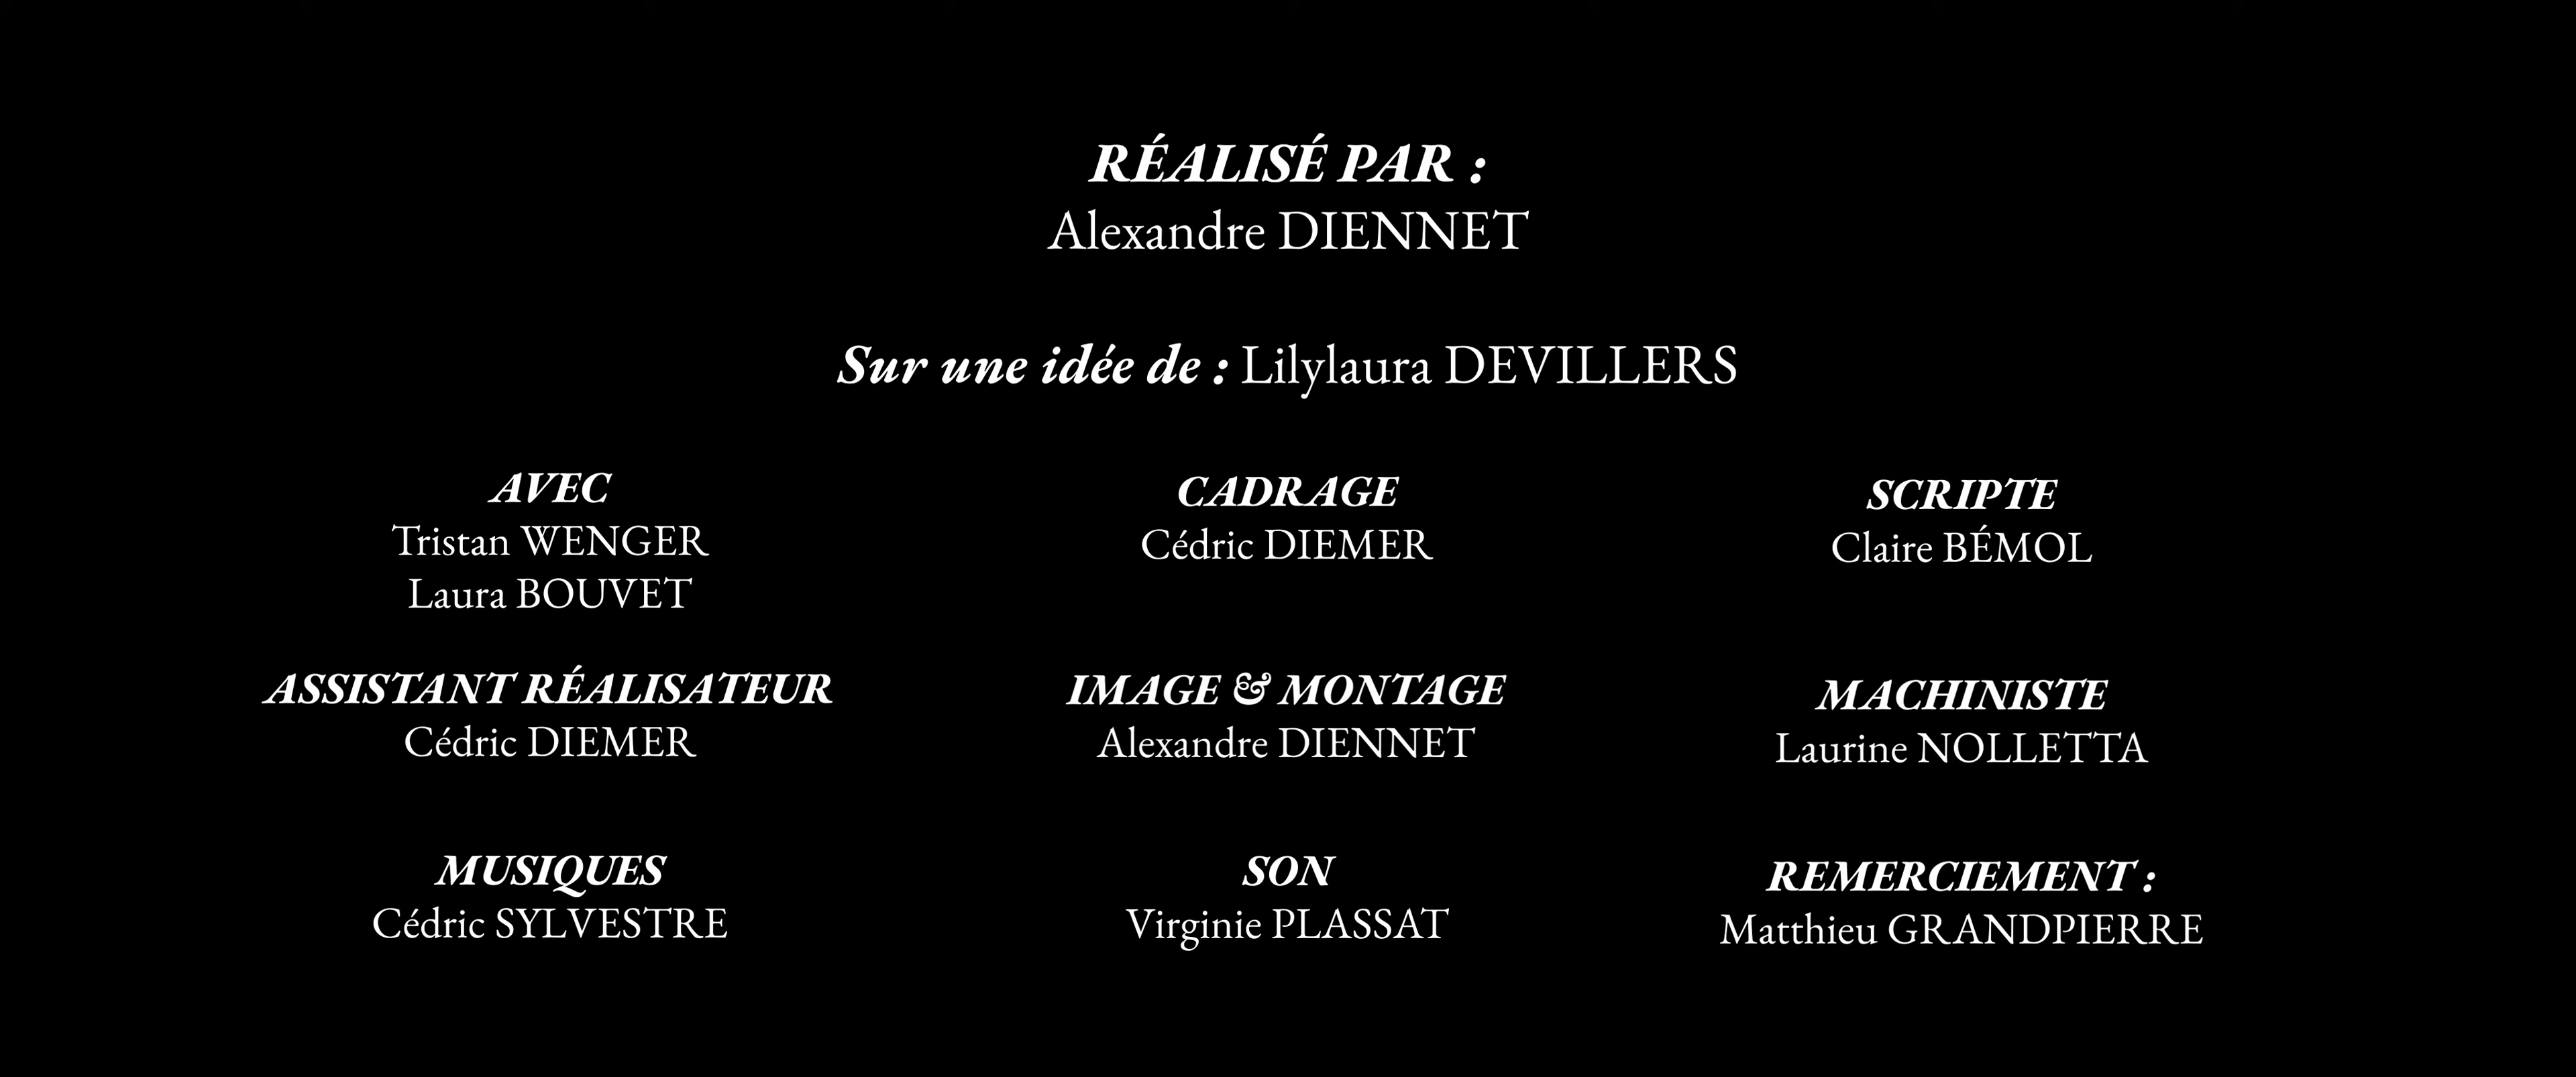 RÉALISÉ PAR :
Alexandre DIENNET
Sur une idée de : Lilylaura DEVILLERS
AVEC
Tristan WENGER
Laura BOUVET
CADRAGE
Cédric DIEMER
SCRIPTE
Claire BÉMOL
ASSISTANT RÉALISATEUR
Cédric DIEMER
IMAGE & MONTAGE
Alexandre DIENNET
MACHINISTE
Laurine NOLLETTA
MUSIQUES
Cédric SYLVESTRE
SON
Virginie PLASSAT
REMERCIEMENT :
Matthieu GRANDPIERRE